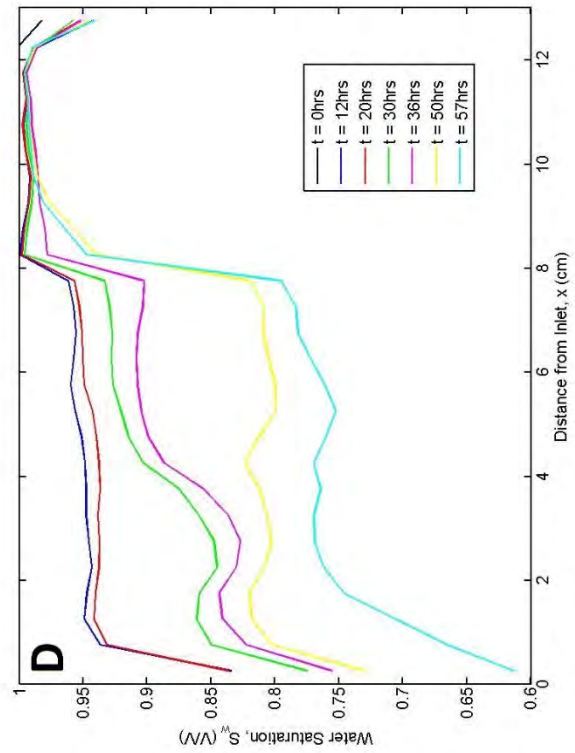 D
1
0.95
0.9
0.85
0.8
0.75
0.7
0.65
0.6
Water Saturation, Sw (V/V)
0
2
4
6
8
10
12
Distance from Inlet, x (cm)
t = 0hrs
t = 12hrs
t = 20hrs
t = 30hrs
t = 36hrs
t = 50hrs
t = 57hrs